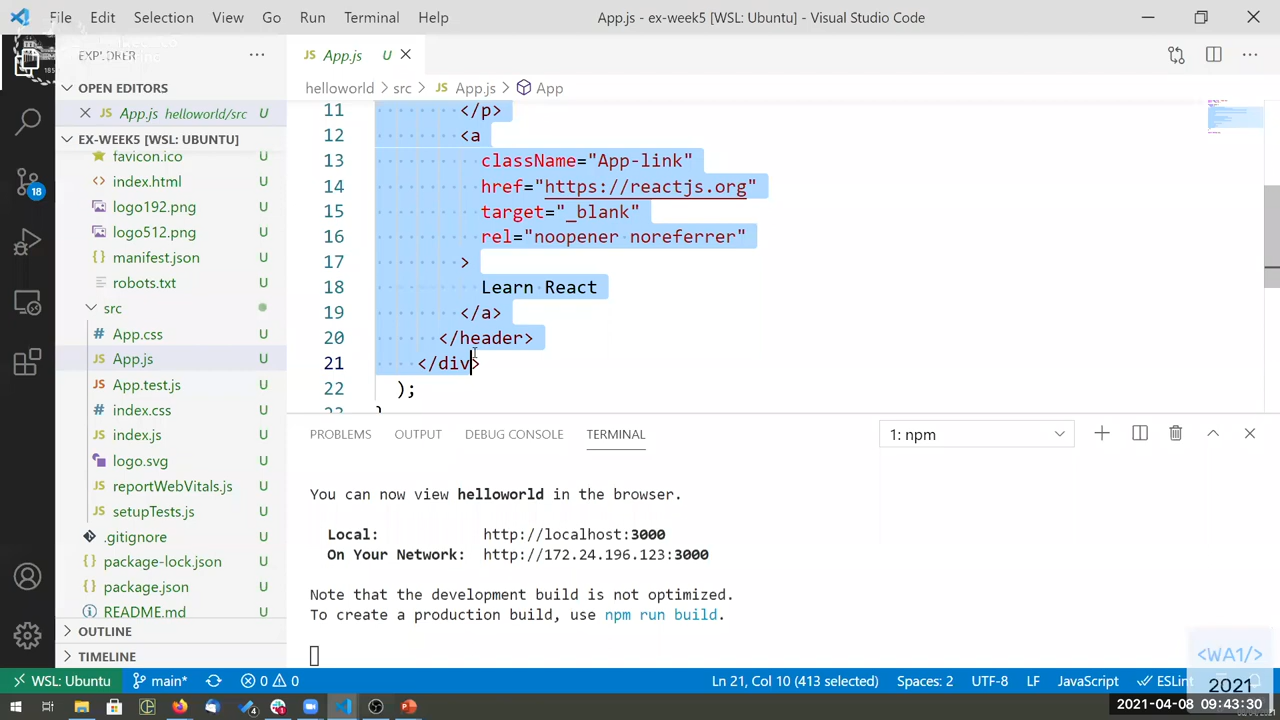 File Edit Selection View Go Run Terminal Help App.js - ex-week5 [WSL: Ubuntu] - Visual Studio Code
EXPLORER
App.js U
OPEN EDITORS
App.js helloworld/src U
helloworld > src > JS App.js > App
EX-WEEK5 [WSL: UBUNTU]
favicon.ico U
index.html U
logo192.png U
logo512.png U
manifest.json U
robots.txt U
src
App.css U
App.js U
App.test.js U
index.css U
index.js U
logo.svg U
reportWebVitals.js U
setupTests.js U
.gitignore U
package-lock.json U
package.json U
README.md U
OUTLINE
TIMELINE
18
11 </p>
12 <a
13 className="App-link"
14 href="https://reactjs.org"
15 target="_blank"
16 rel="noopener noreferrer"
17 >
18 Learn React
19 </a>
20 </header>
21 </div>
22 );
23 }
PROBLEMS OUTPUT DEBUG CONSOLE TERMINAL 1: npm
You can now view helloworld in the browser.
Local: http://localhost:3000
On Your Network: http://172.24.196.123:3000
Note that the development build is not optimized.
To create a production build, use npm run build.
<WA1/>
2021
WSL: Ubuntu main* 0 0 Ln 21, Col 10 (413 selected) Spaces: 2 UTF-8 LF JavaScript ESLint
2021-04-08 09:43:30